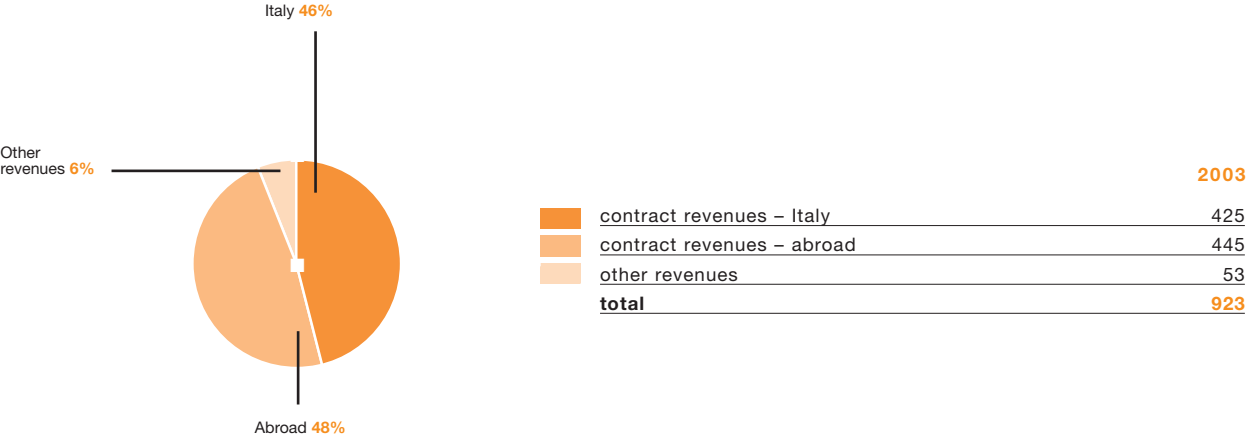 Italy 46%
Other
revenues 6%
Abroad 48%
2003
contract revenues – Italy 425
contract revenues – abroad 445
other revenues 53
total 923